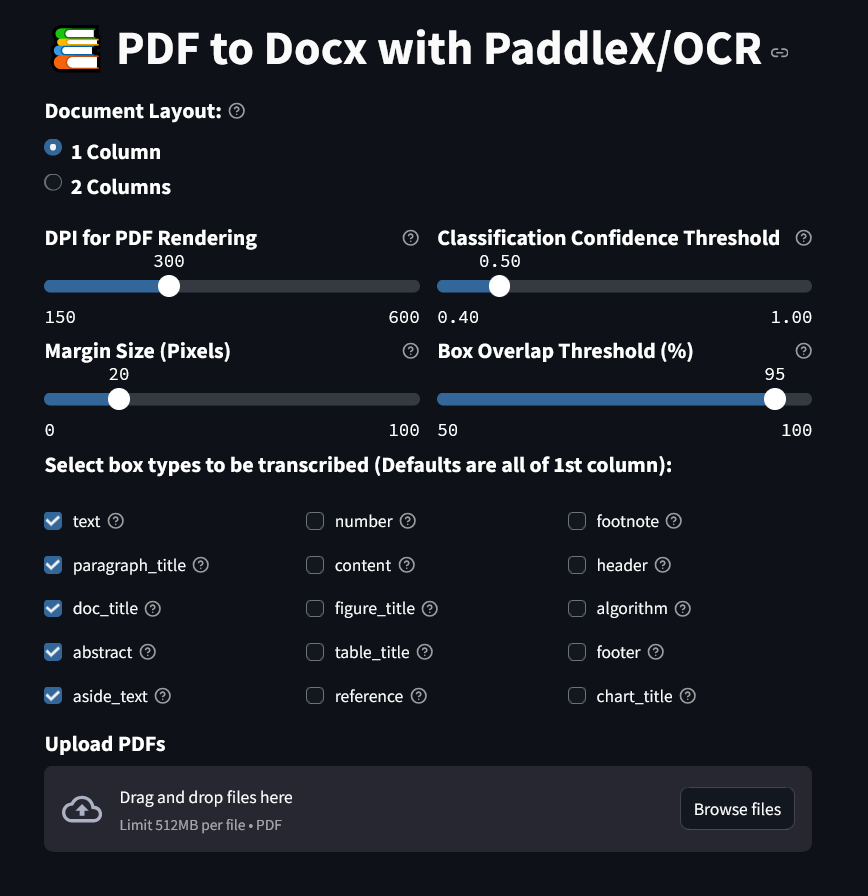 PDF to Docx with PaddleX/OCR
Document Layout:
1 Column
2 Columns
DPI for PDF Rendering
300
150 600
Classification Confidence Threshold
0.50
0.40 1.00
Margin Size (Pixels)
20
0 100
Box Overlap Threshold (%)
95
50 100
Select box types to be transcribed (Defaults are all of 1st column):
text
paragraph_title
doc_title
abstract
aside_text
number
content
figure_title
table_title
reference
footnote
header
algorithm
footer
chart_title
Upload PDFs
Drag and drop files here
Limit 512MB per file • PDF
Browse files